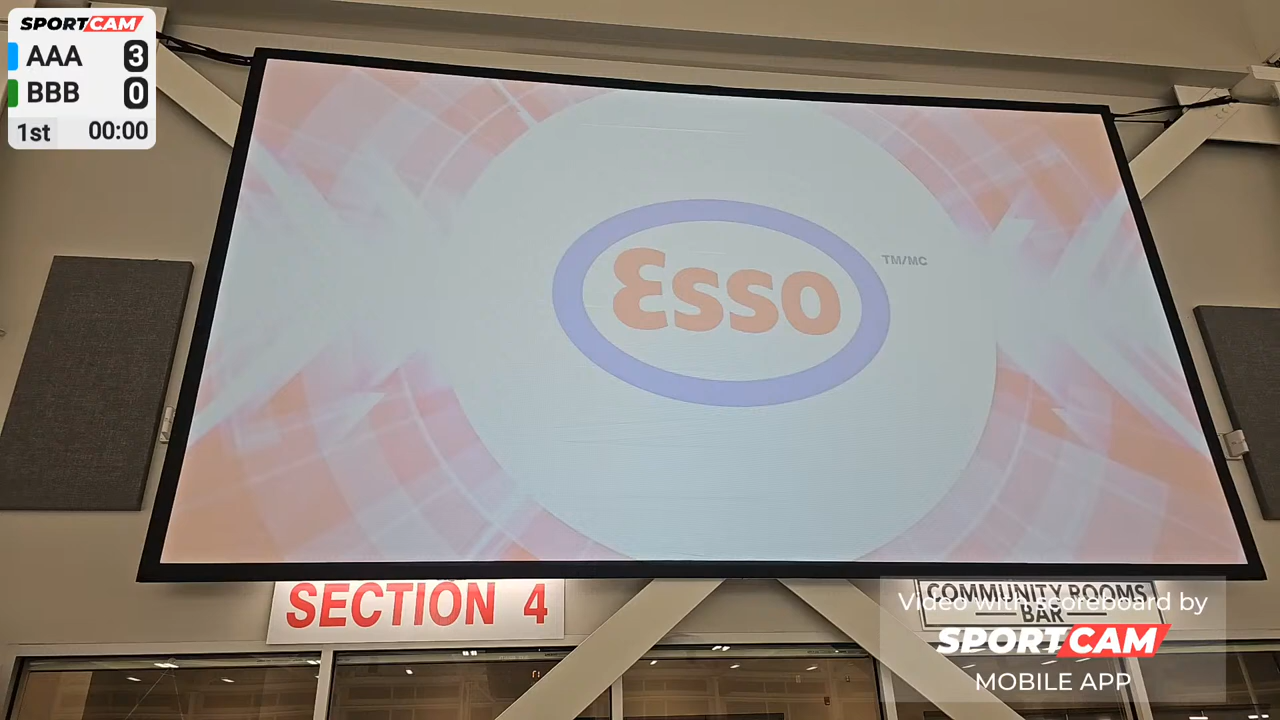 SPORTCAM
AAA 3
BBB 0
1st 00:00
Esso
TM/MC
SECTION 4
COMMUNITY ROOMS
BAR
Video with scoreboard by
SPORTCAM
MOBILE APP